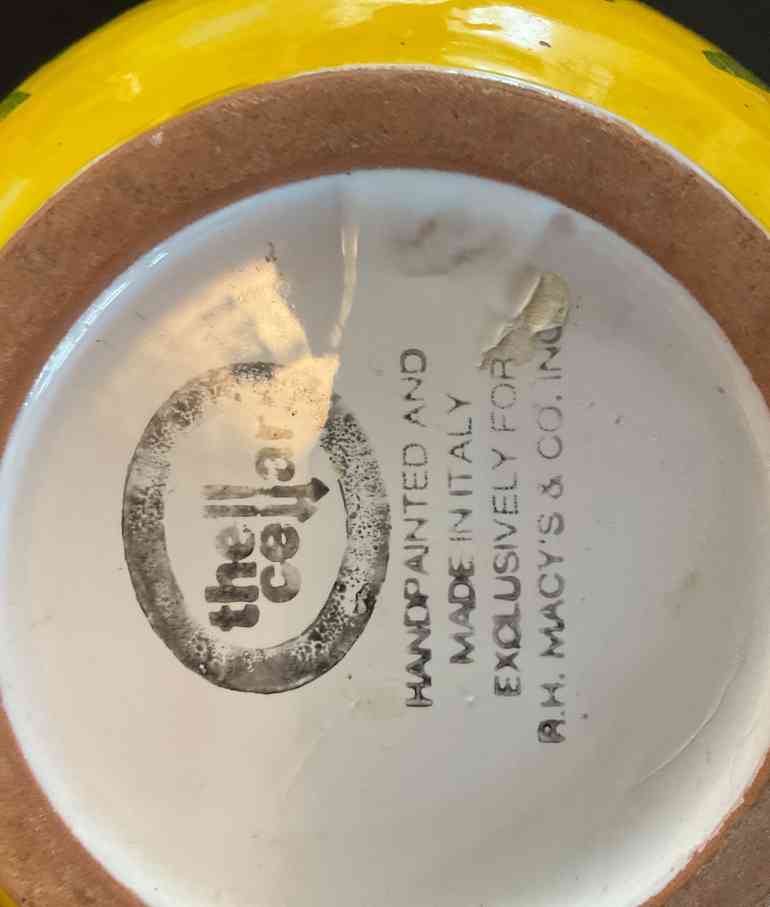 the
cellar
HANDPAINTED AND
MADE IN ITALY
EXCLUSIVELY FOR
R.H. MACY'S & CO. INC